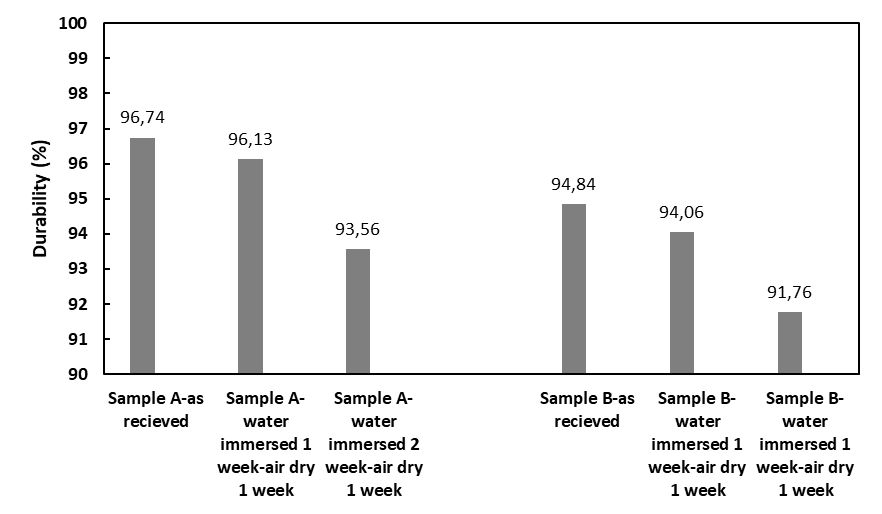 Durability (%)
100
99
98
97
96
95
94
93
92
91
90
96,74
96,13
93,56
94,84
94,06
91,76
Sample A-as
recieved
Sample A-
water
immersed 1
week-air dry
1 week
Sample A-
water
immersed 2
week-air dry
1 week
Sample B-as
recieved
Sample B-
water
immersed 1
week-air dry
1 week
Sample B-
water
immersed 1
week-air dry
1 week